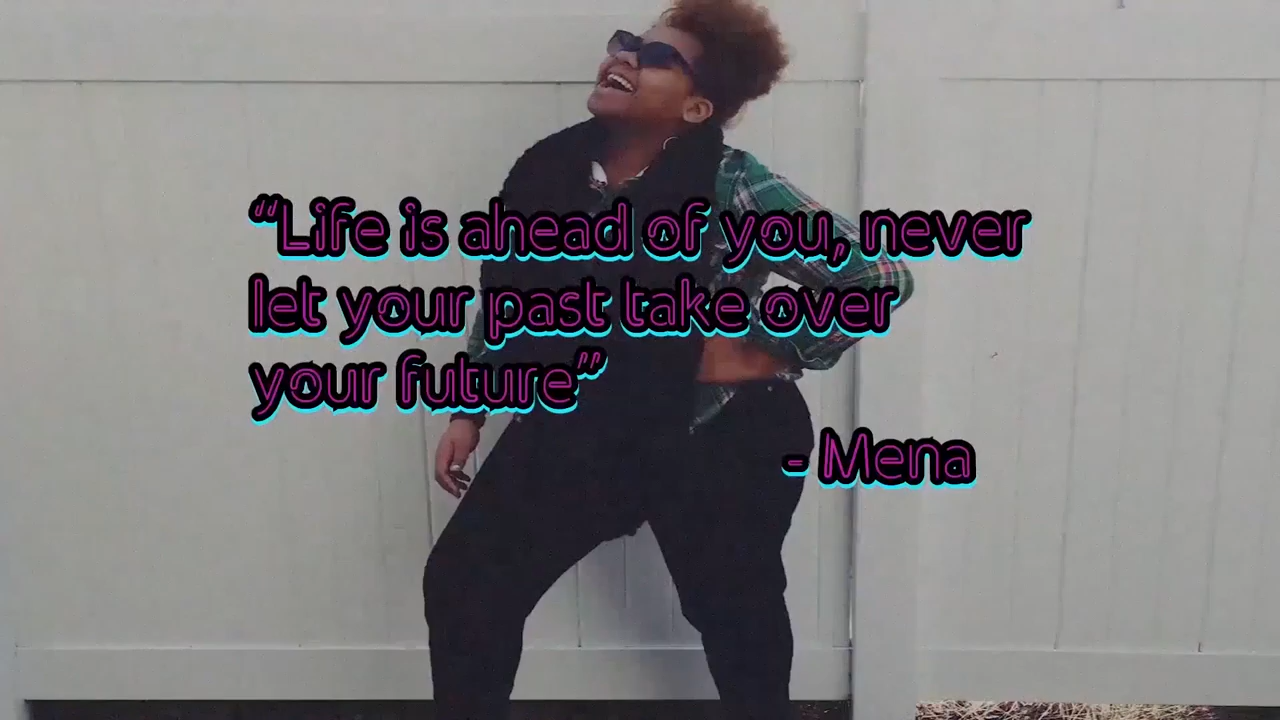 “Life is ahead of you, never
let your past take over
your future”
- Mena